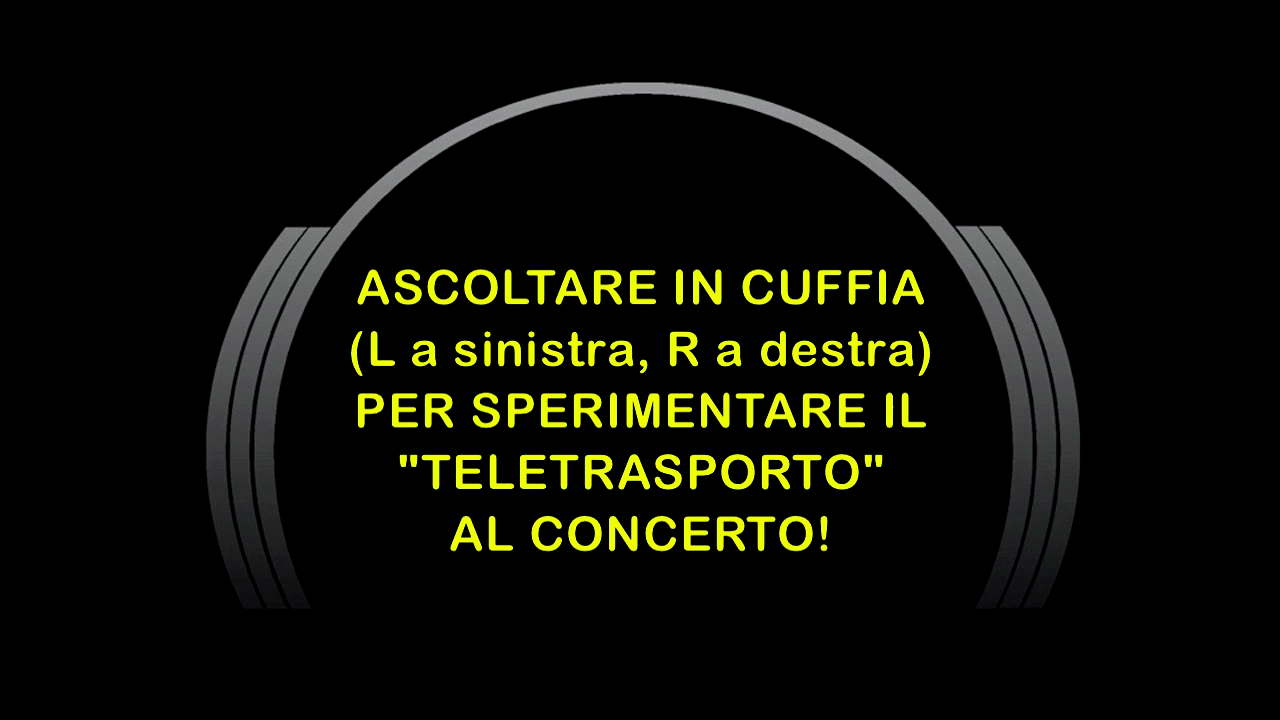 ASCOLTARE IN CUFFIA
(L a sinistra, R a destra)
PER SPERIMENTARE IL
"TELETRASPORTO"
AL CONCERTO!